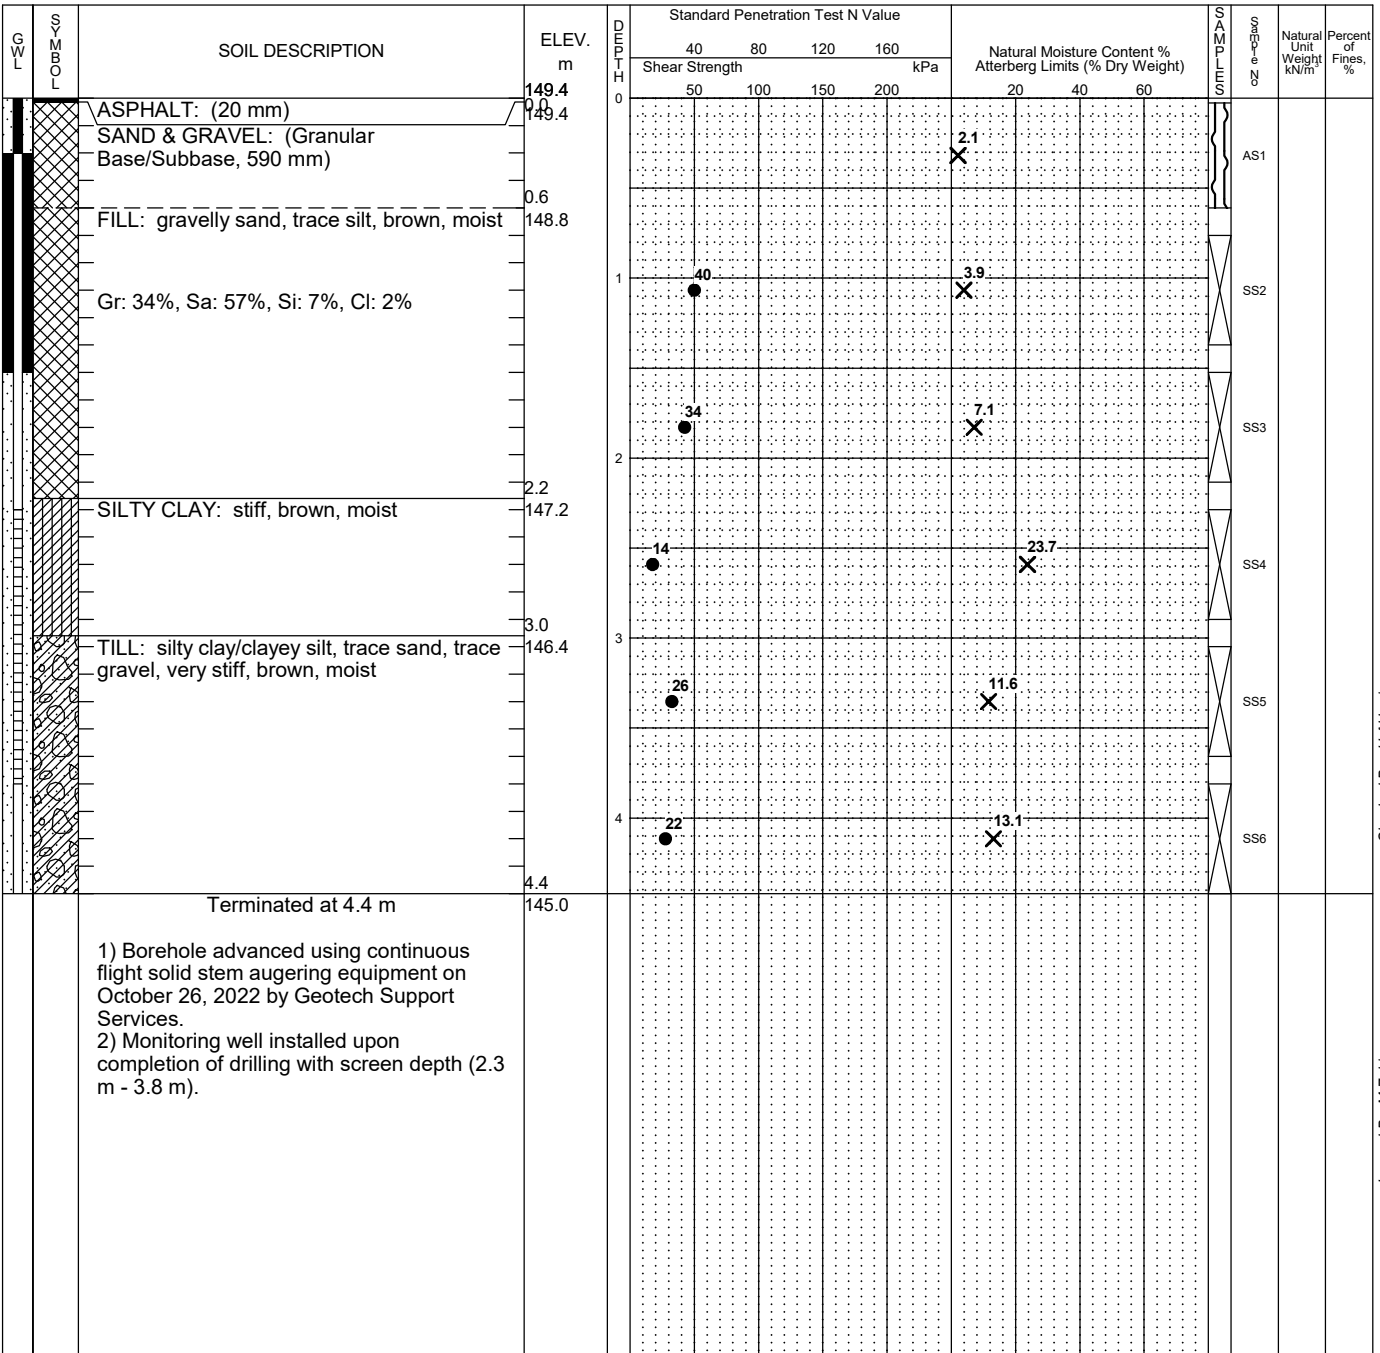 GWL
SYMBOL
SOIL DESCRIPTION
ELEV.
m
149.4
DEPTH
Standard Penetration Test N Value
40 80 120 160
Shear Strength kPa
50 100 150 200
Natural Moisture Content %
Atterberg Limits (% Dry Weight)
20 40 60
SAMPLES
Sample No
Natural
Unit
Weight
kN/m³
Percent
of
Fines,
%
0
ASPHALT: (20 mm)
0.0
149.4
SAND & GRAVEL: (Granular
Base/Subbase, 590 mm)
2.1
AS1
0.6
FILL: gravelly sand, trace silt, brown, moist
148.8
1
40
3.9
SS2
Gr: 34%, Sa: 57%, Si: 7%, Cl: 2%
34
7.1
SS3
2
2.2
SILTY CLAY: stiff, brown, moist
147.2
14
23.7
SS4
3.0
3
TILL: silty clay/clayey silt, trace sand, trace
gravel, very stiff, brown, moist
146.4
26
11.6
SS5
4
22
13.1
SS6
4.4
Terminated at 4.4 m
145.0
1) Borehole advanced using continuous
flight solid stem augering equipment on
October 26, 2022 by Geotech Support
Services.
2) Monitoring well installed upon
completion of drilling with screen depth (2.3
m - 3.8 m).